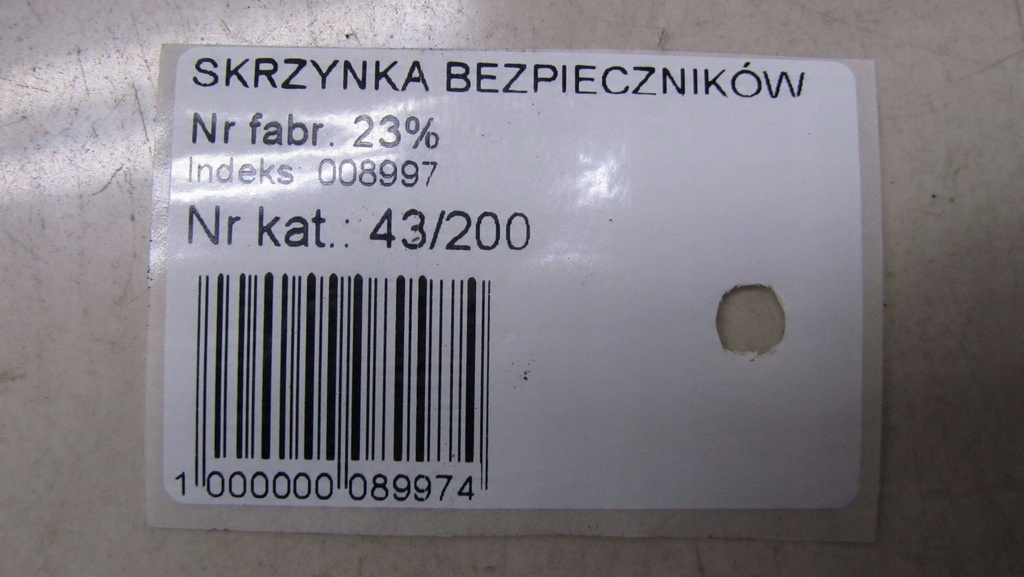 SKRZYNKA BEZPIECZNIKÓW
Nr fabr. 23%
Indeks 008997
Nr kat.: 43/200
1 000000 089974